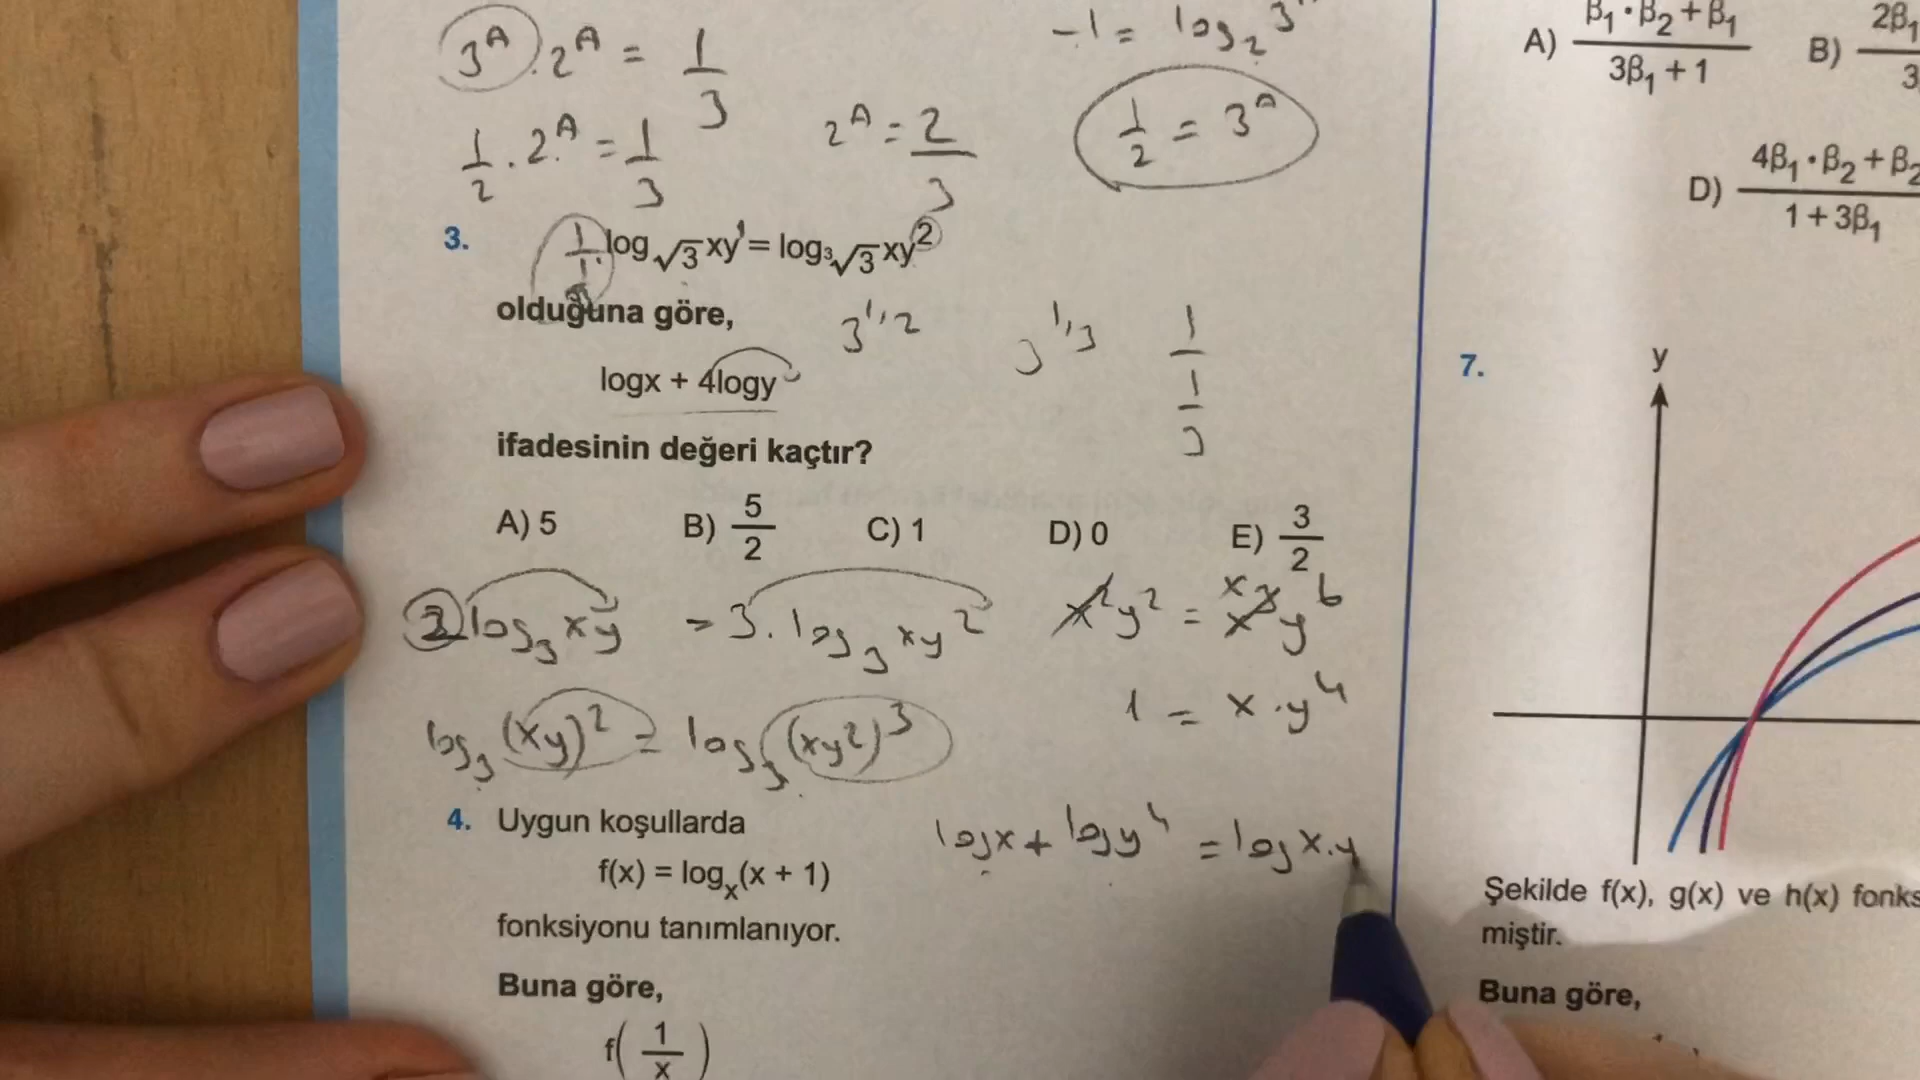 3^A . 2^A = 1/3
-1 = log₂ 3
1/2 . 2^A = 1/3
2^A = 2/3
1/2 = 3^A
3. log√3 xy = log³√3 xy²
olduğuna göre,
3^1/2 3^1/3 1/1/3
logx + 4logy
ifadesinin değeri kaçtır?
A) 5 B) 5/2 C) 1 D) 0 E) 3/2
2 log₃ xy = 3 . log₃ xy²
x²y² = x³y⁶
log₃ (xy)² = log₃ (xy²)³
1 = x . y⁴
4. Uygun koşullarda
logx + logy⁴ = log x.y
f(x) = logₓ(x + 1)
fonksiyonu tanımlanıyor.
Buna göre,
f(1/x)
A) β₁ • β₂ + β₁ / 3β₁ + 1 B) 2β₁ / 3
D) 4β₁ • β₂ + β₂ / 1 + 3β₁
7.
y
Şekilde f(x), g(x) ve h(x) fonks
miştir.
Buna göre,